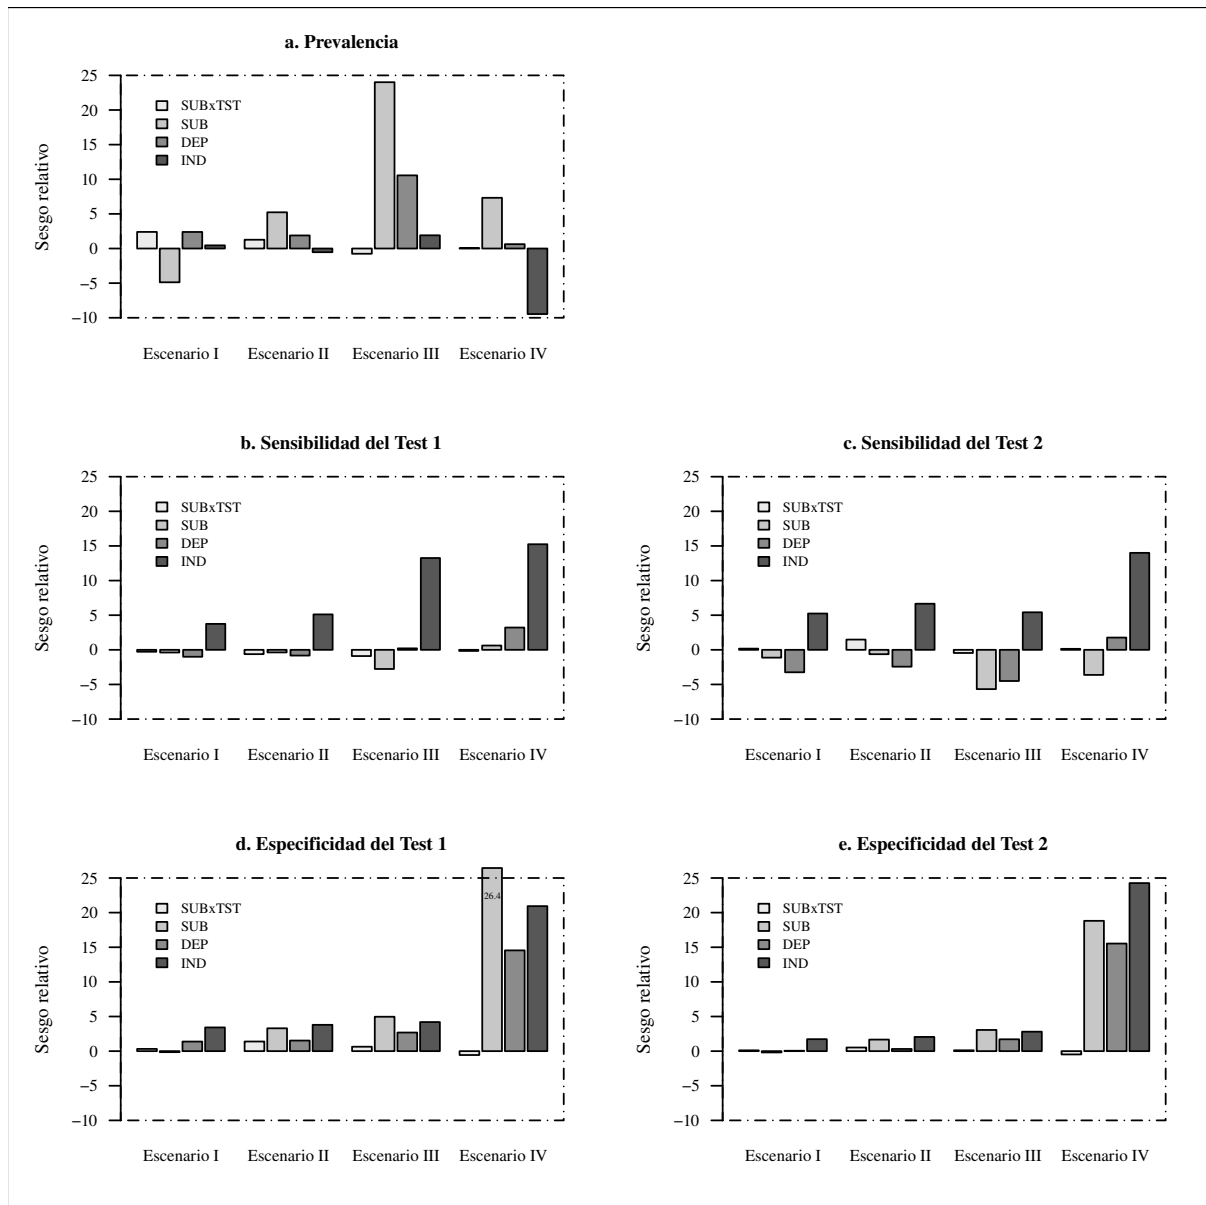 a. Prevalencia
Sesgo relativo
25
20
15
10
5
0
−5
−10
SUBxTST
SUB
DEP
IND
Escenario I Escenario II Escenario III Escenario IV
b. Sensibilidad del Test 1
Sesgo relativo
25
20
15
10
5
0
−5
−10
SUBxTST
SUB
DEP
IND
Escenario I Escenario II Escenario III Escenario IV
c. Sensibilidad del Test 2
Sesgo relativo
25
20
15
10
5
0
−5
−10
SUBxTST
SUB
DEP
IND
Escenario I Escenario II Escenario III Escenario IV
d. Especificidad del Test 1
Sesgo relativo
25
20
15
10
5
0
−5
−10
SUBxTST
SUB
DEP
IND
26.4
Escenario I Escenario II Escenario III Escenario IV
e. Especificidad del Test 2
Sesgo relativo
25
20
15
10
5
0
−5
−10
SUBxTST
SUB
DEP
IND
Escenario I Escenario II Escenario III Escenario IV